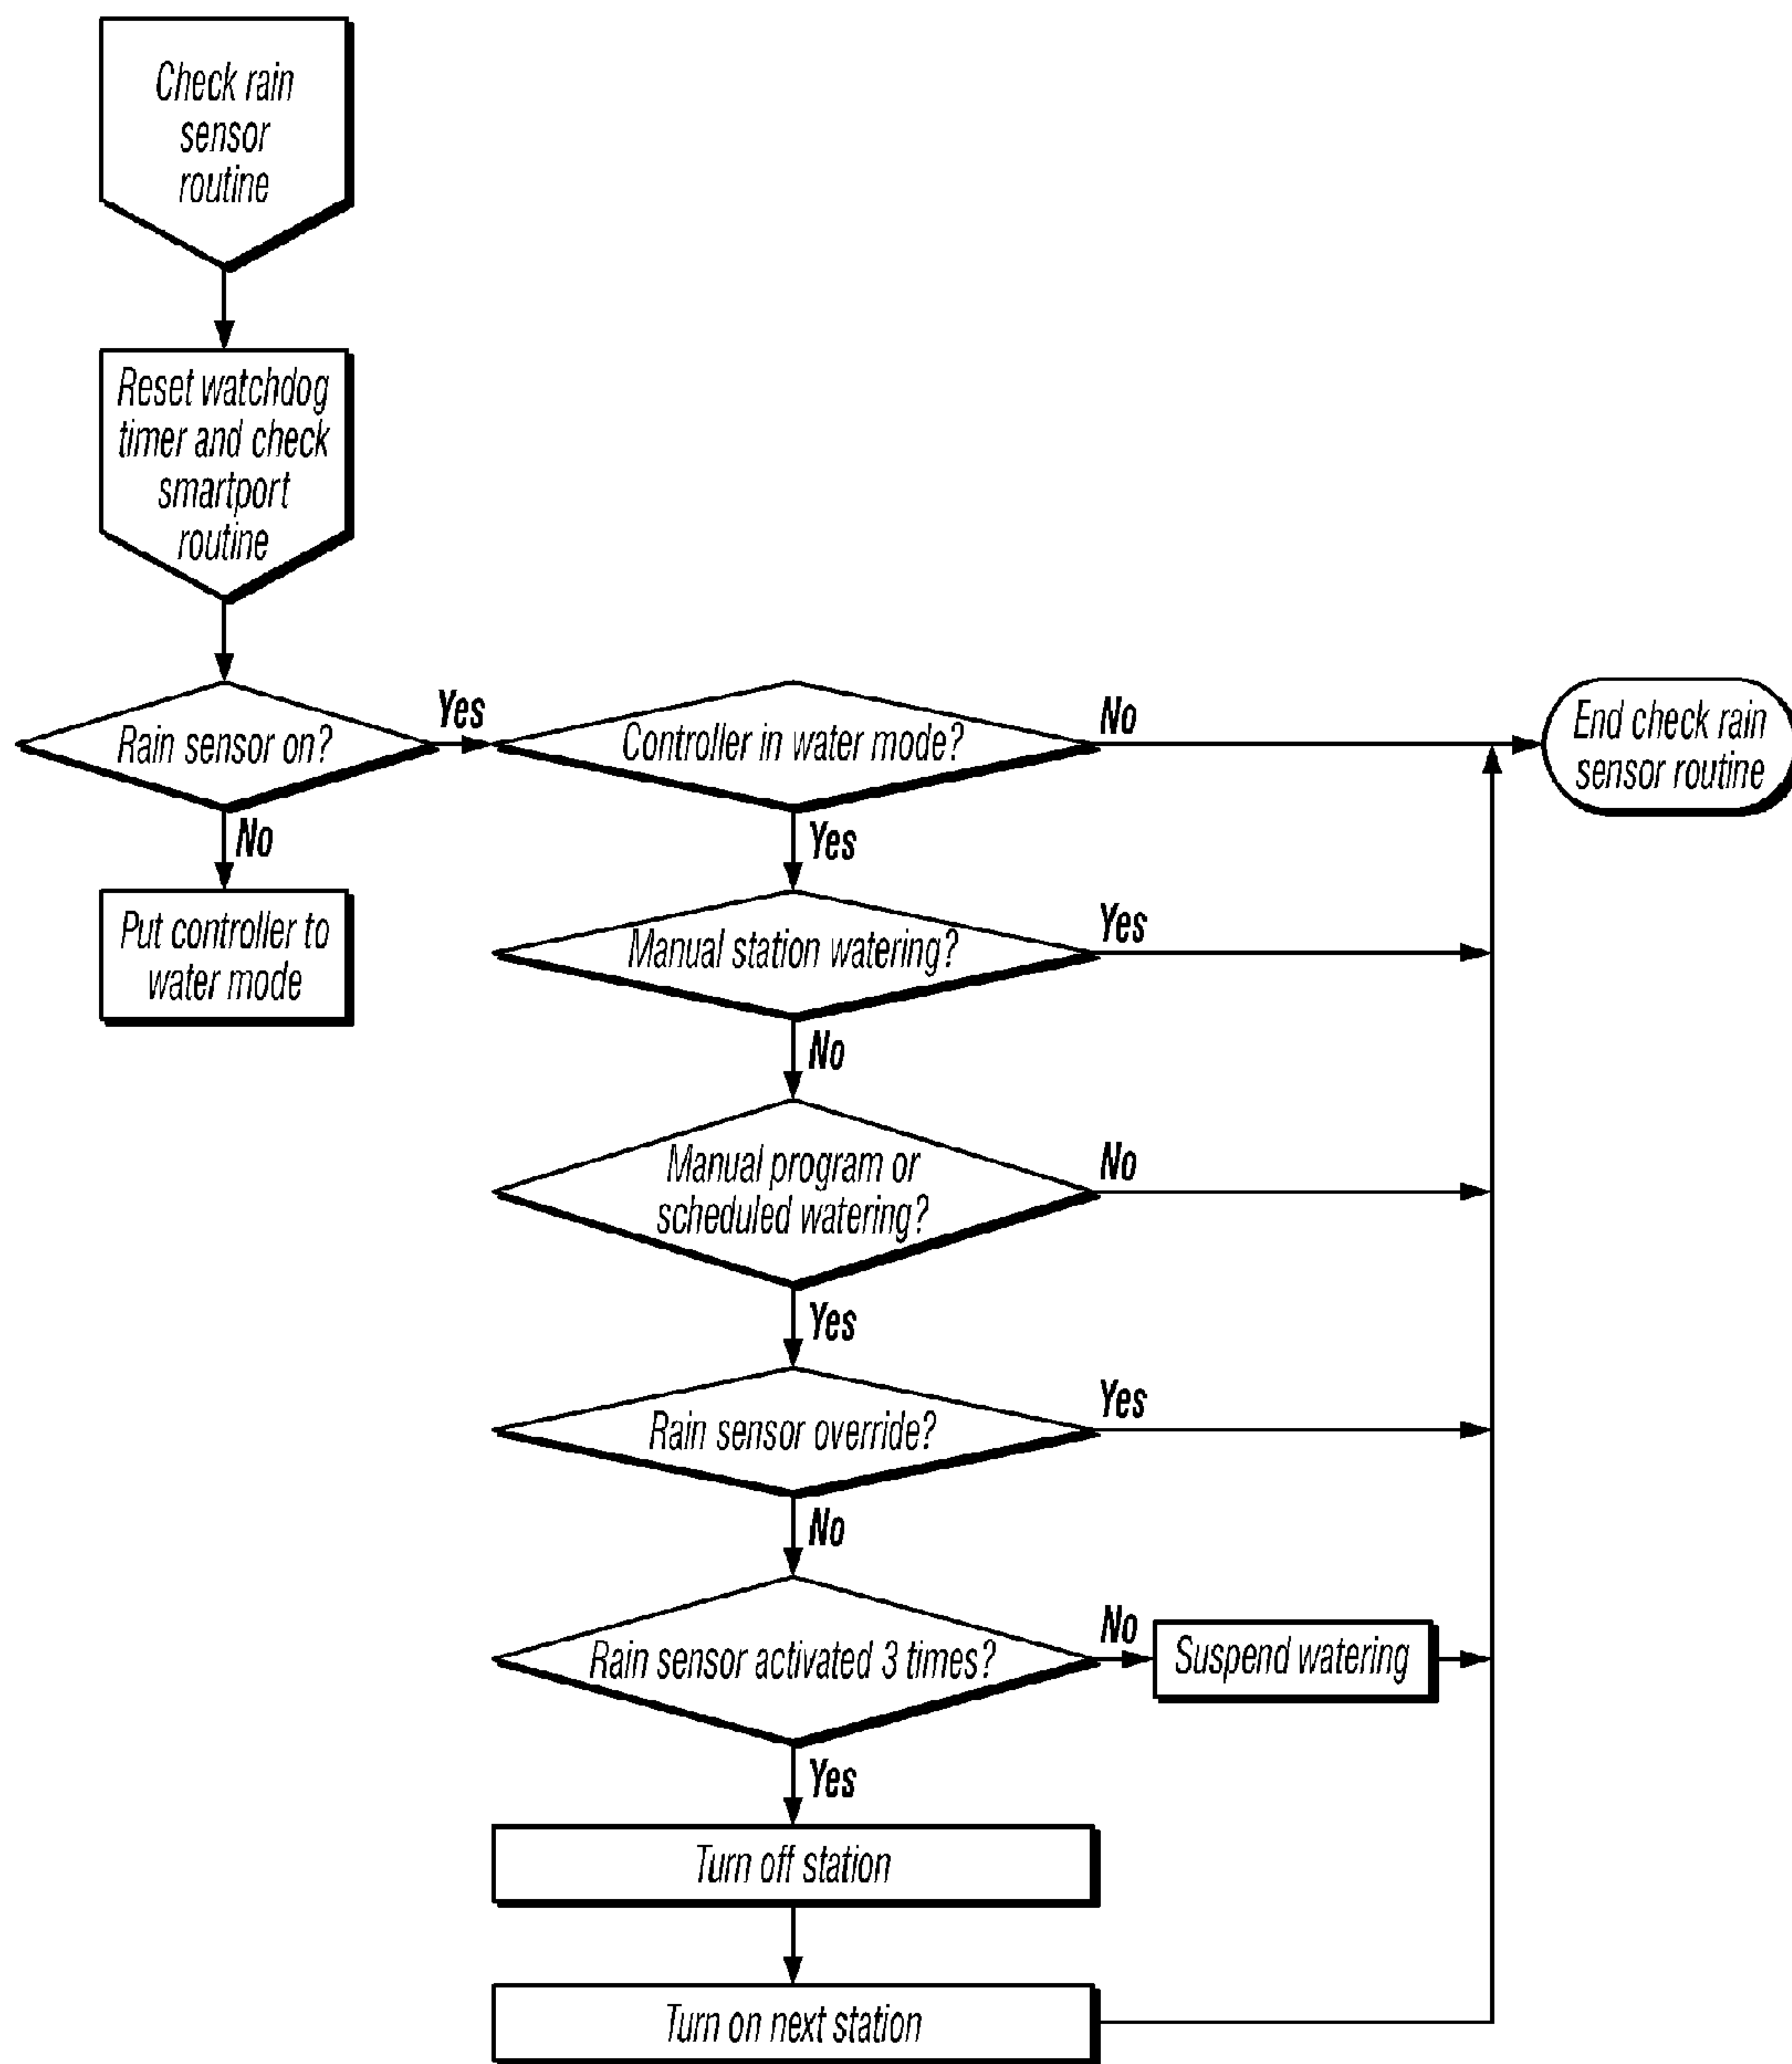 Check rain
sensor
routine
Reset watchdog
timer and check
smartport
routine
Rain sensor on?
Yes
No
Put controller to
water mode
Controller in water mode?
No
Yes
End check rain
sensor routine
Manual station watering?
Yes
No
Manual program or
scheduled watering?
No
Yes
Rain sensor override?
Yes
No
Rain sensor activated 3 times?
No
Suspend watering
Yes
Turn off station
Turn on next station